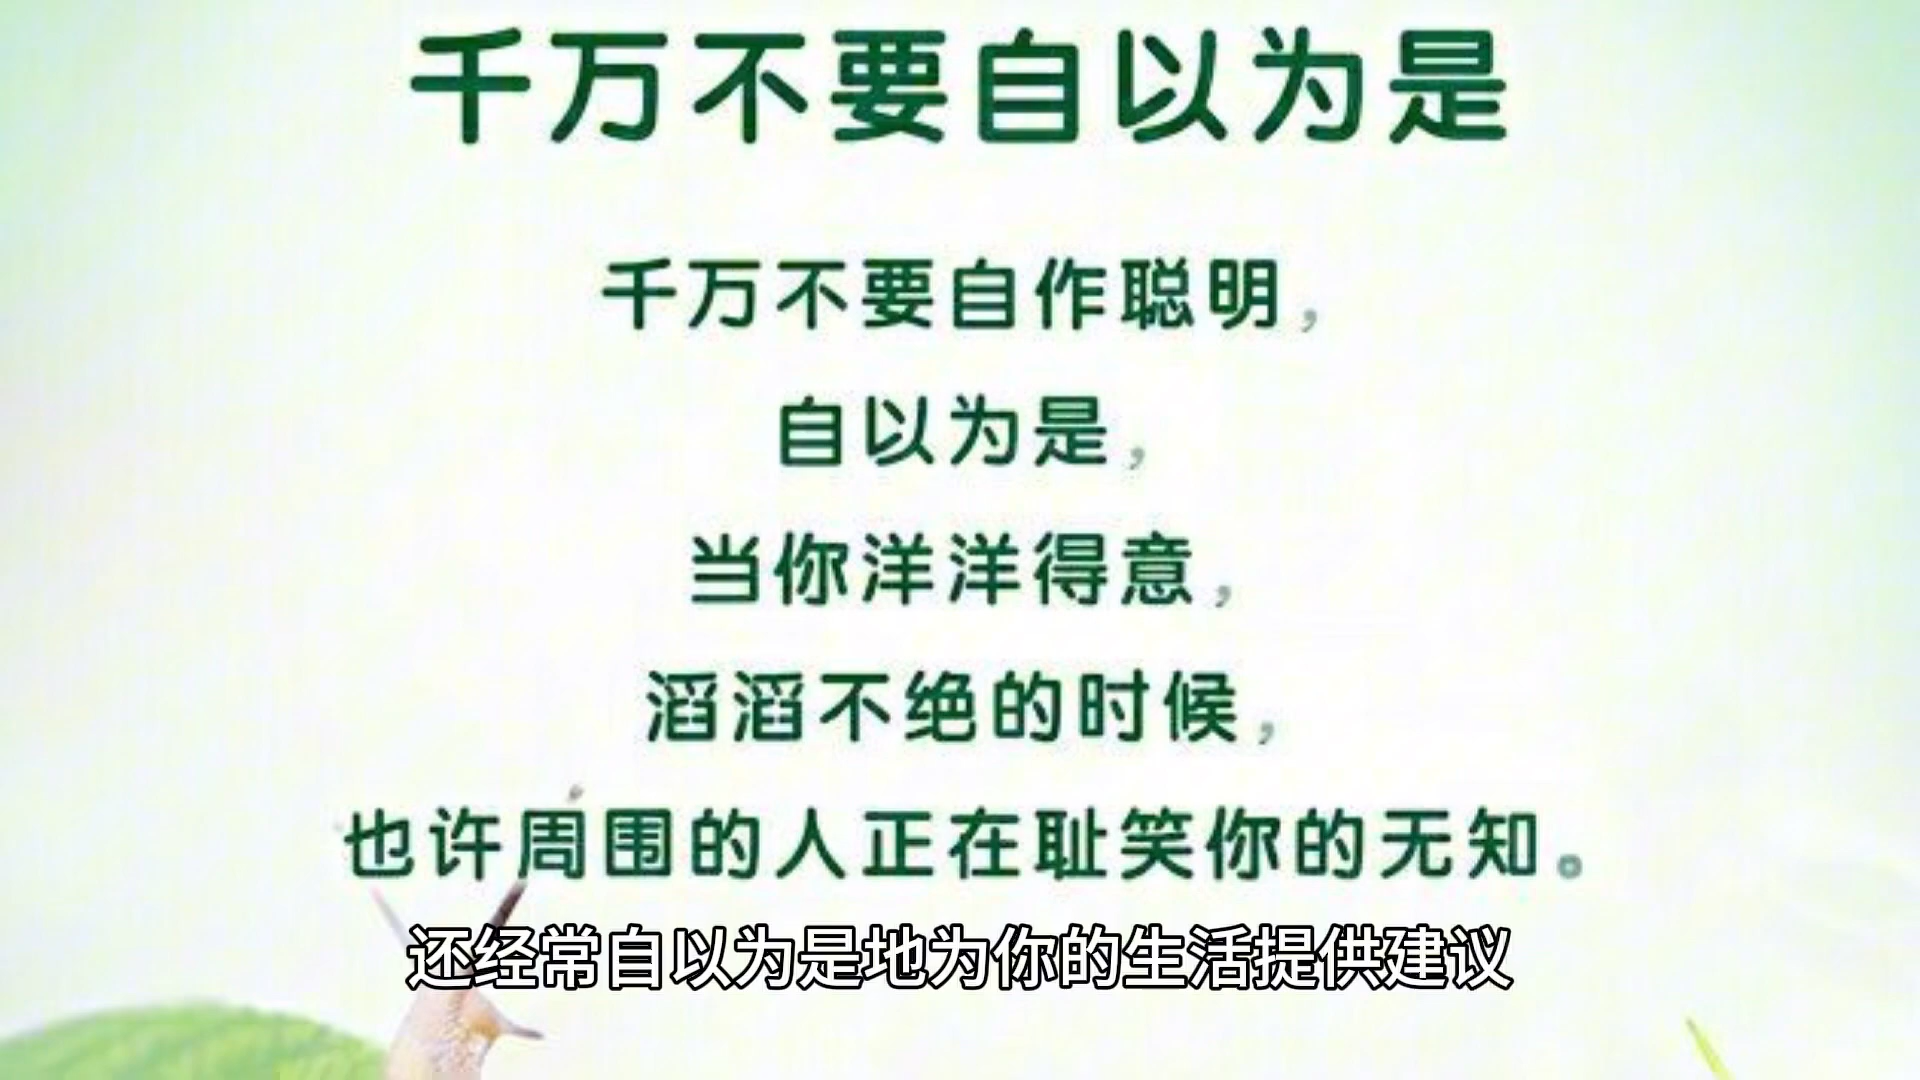 千万不要自以为是
千万不要自作聪明，
自以为是，
当你洋洋得意，
滔滔不绝的时候，
也许周围的人正在耻笑你的无知。
还经常自以为是地为你的生活提供建议